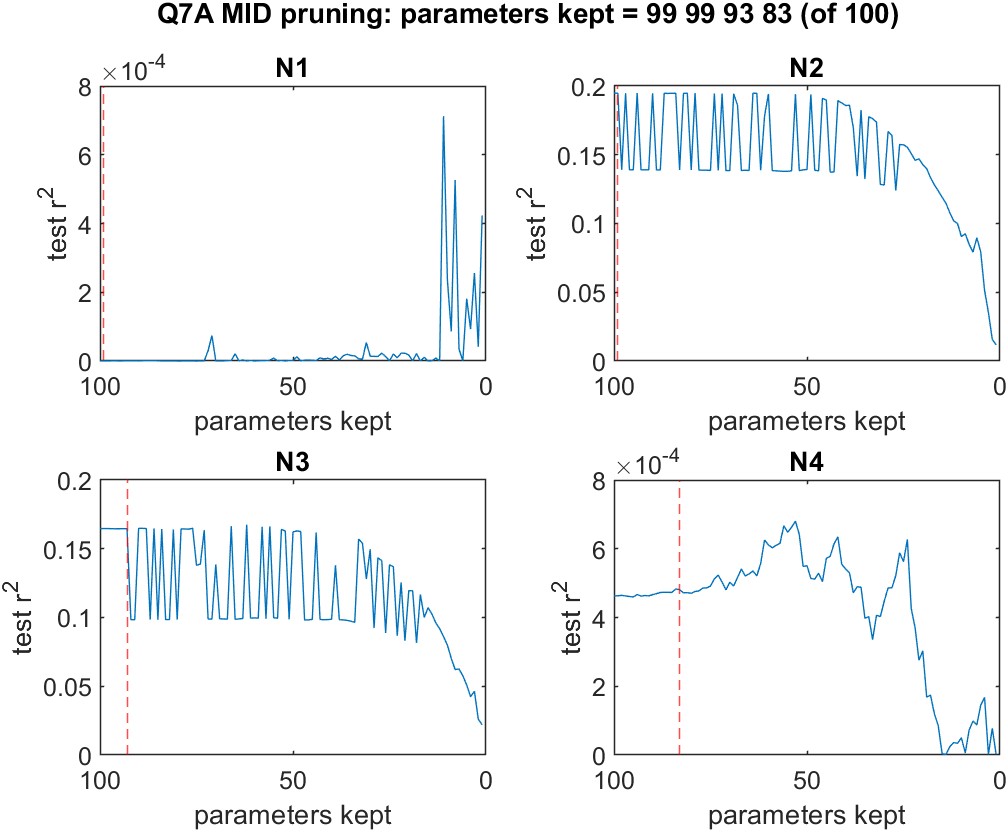 Q7A MID pruning: parameters kept = 99 99 93 83 (of 100)
×10⁻⁴
N1
8
6
4
2
0
test r²
100 50 0
parameters kept
N2
0.2
0.15
0.1
0.05
0
test r²
100 50 0
parameters kept
N3
0.2
0.15
0.1
0.05
0
test r²
100 50 0
parameters kept
×10⁻⁴
N4
8
6
4
2
0
test r²
100 50 0
parameters kept